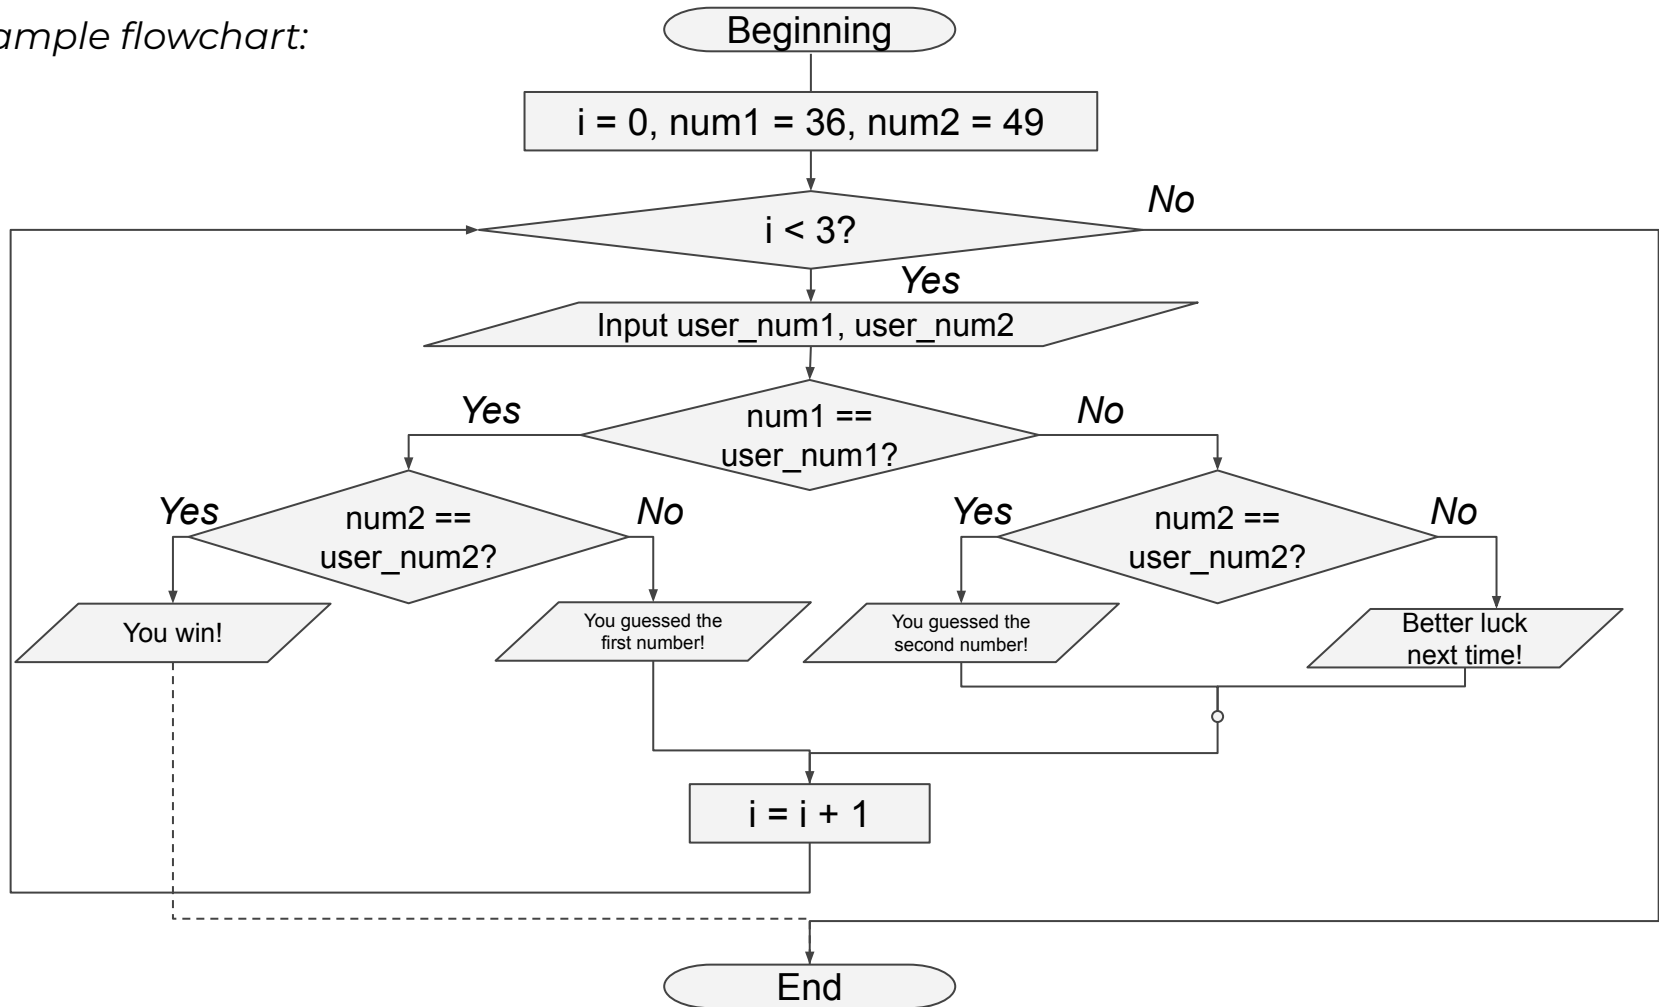 ample flowchart:
Beginning
i = 0, num1 = 36, num2 = 49
i < 3?
No
Yes
Input user_num1, user_num2
Yes
num1 ==
user_num1?
No
Yes
num2 ==
user_num2?
No
Yes
num2 ==
user_num2?
No
You win!
You guessed the
first number!
You guessed the
second number!
Better luck
next time!
i = i + 1
End